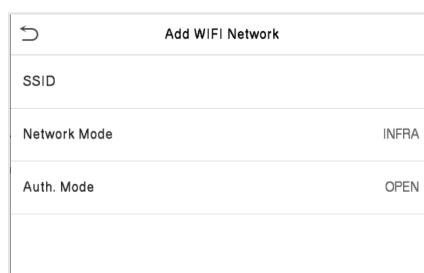 Add WIFI Network
SSID
Network Mode INFRA
Auth. Mode OPEN